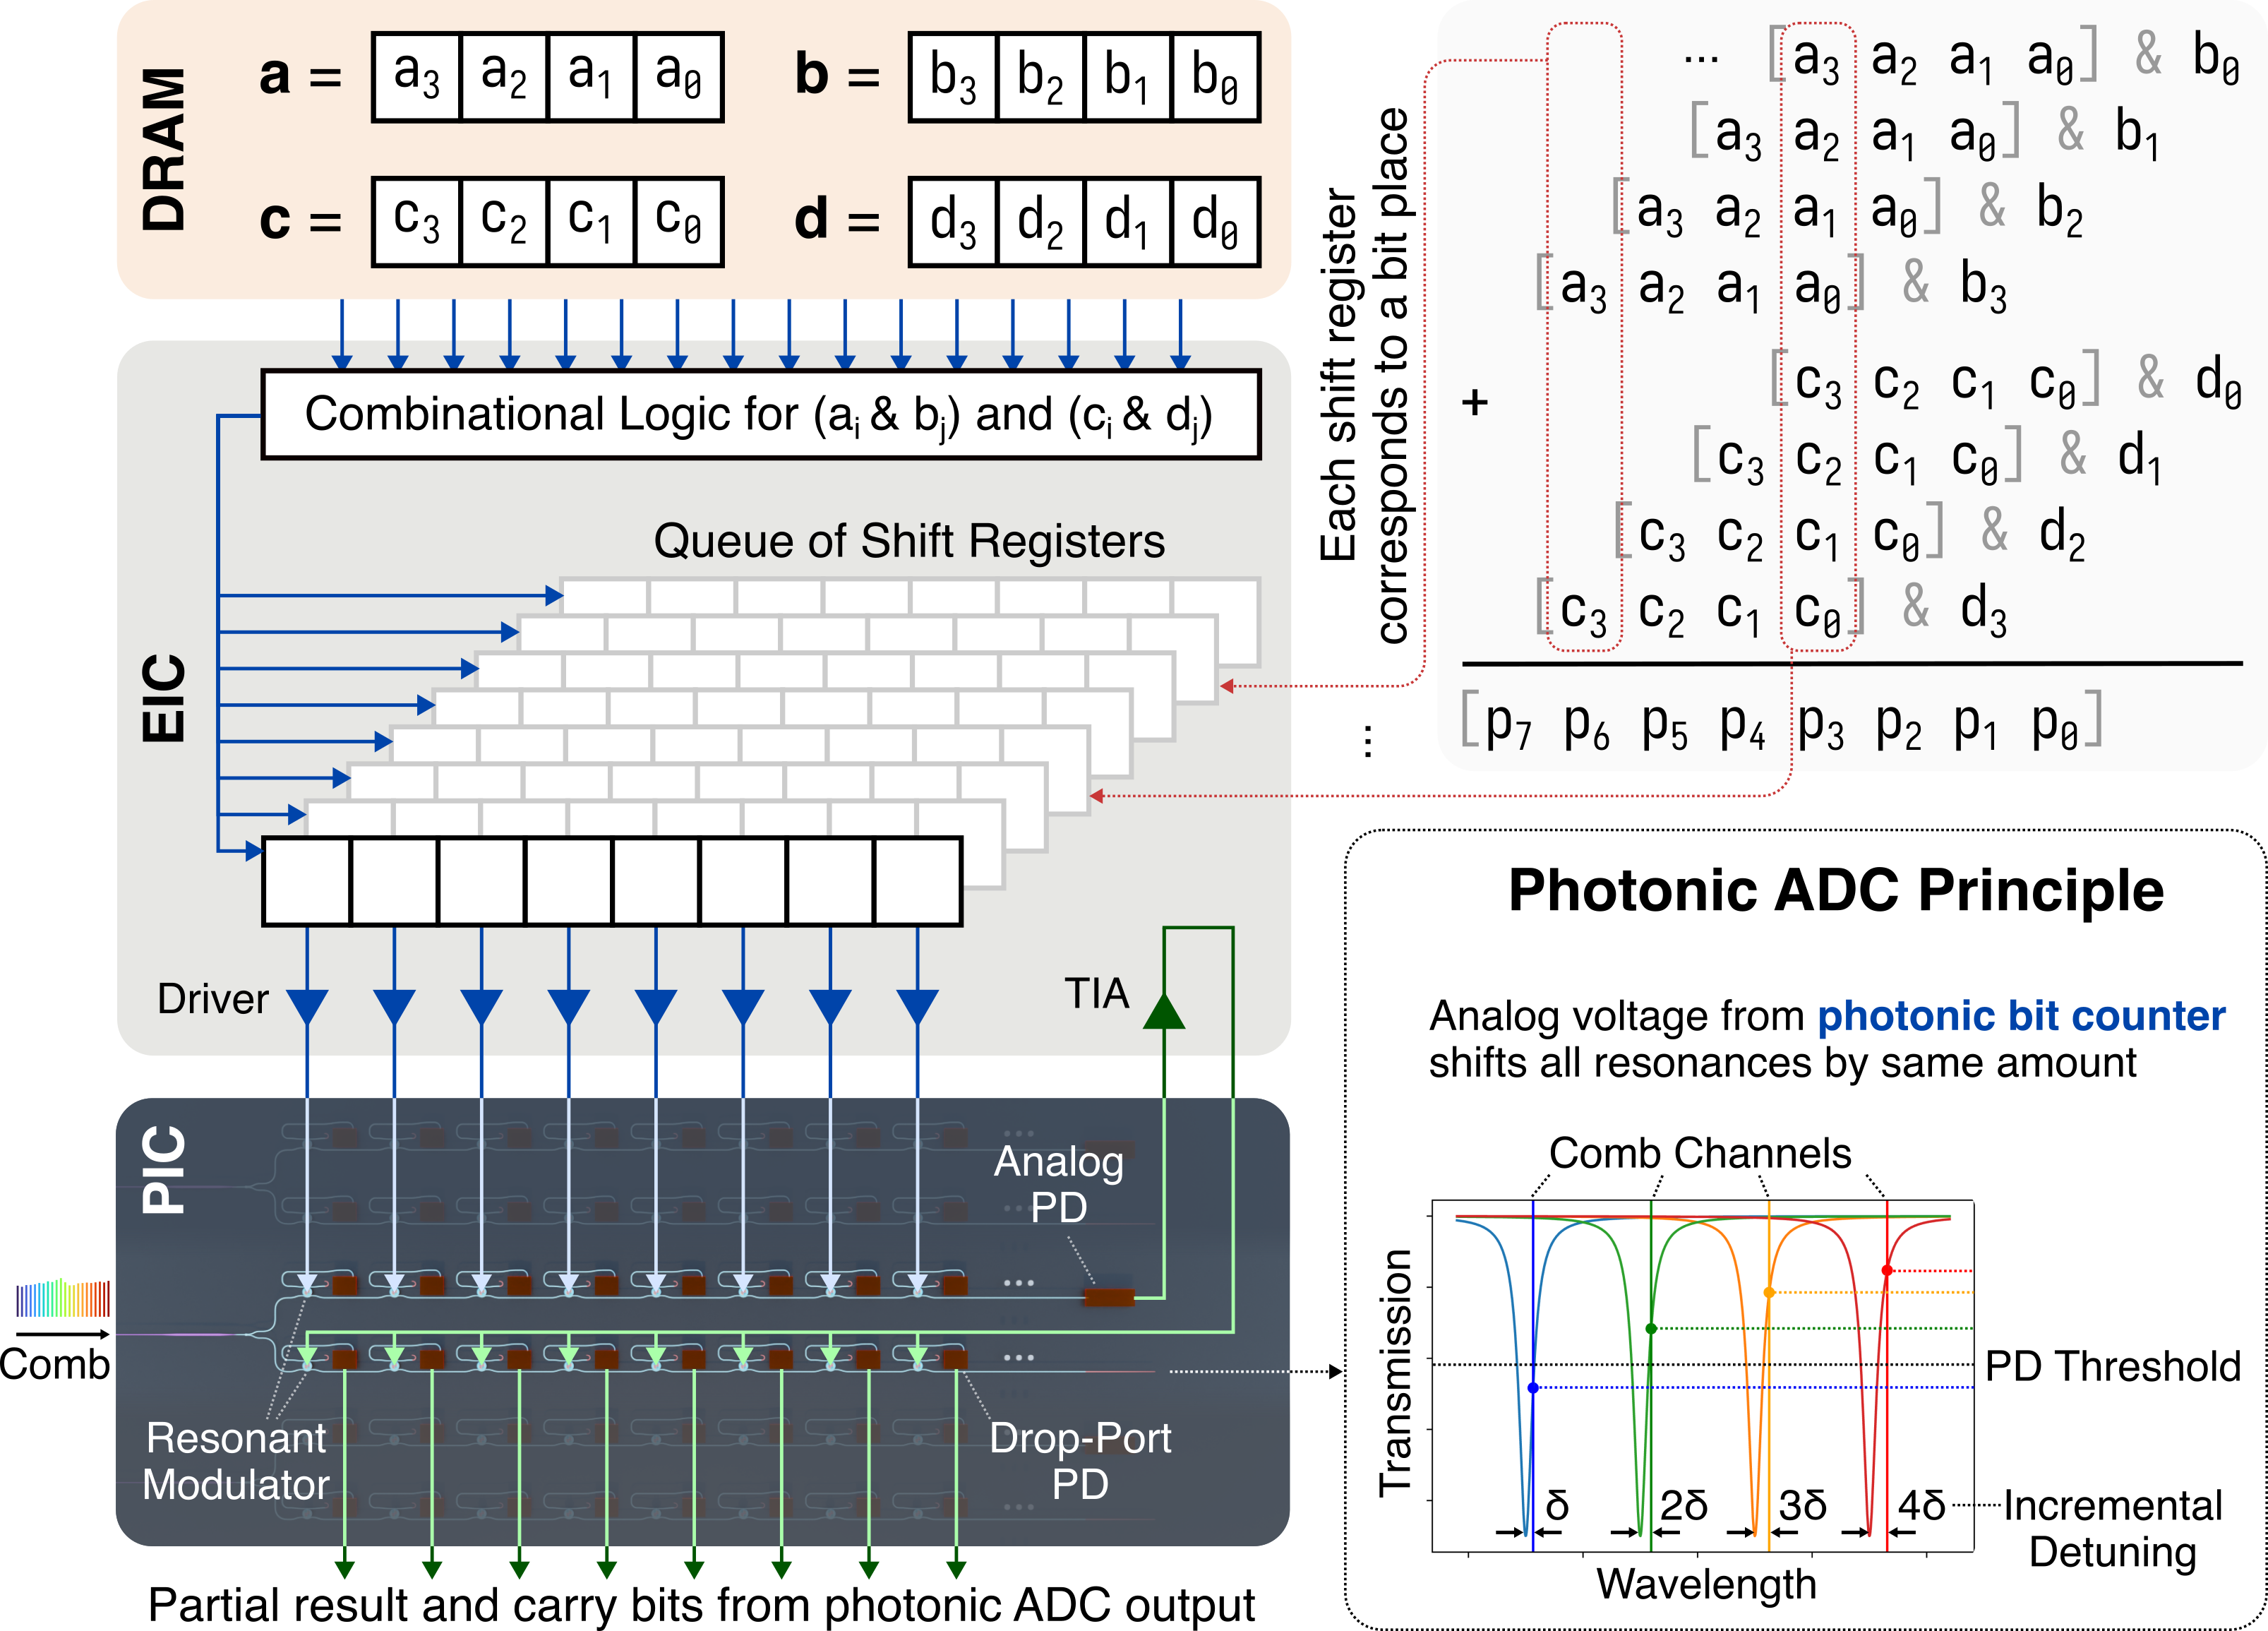 DRAM
a = a₃ a₂ a₁ a₀ b = b₃ b₂ b₁ b₀
c = c₃ c₂ c₁ c₀ d = d₃ d₂ d₁ d₀
EIC
Combinational Logic for (aᵢ & bⱼ) and (cᵢ & dⱼ)
Queue of Shift Registers
Driver
TIA
PIC
Analog
PD
...
...
Comb
Resonant
Modulator
Drop-Port
PD
Partial result and carry bits from photonic ADC output
Each shift register
corresponds to a bit place
...
... [a₃ a₂ a₁ a₀] & b₀
[a₃ a₂ a₁ a₀] & b₁
[a₃ a₂ a₁ a₀] & b₂
[a₃ a₂ a₁ a₀] & b₃
+ [c₃ c₂ c₁ c₀] & d₀
[c₃ c₂ c₁ c₀] & d₁
[c₃ c₂ c₁ c₀] & d₂
[c₃ c₂ c₁ c₀] & d₃
[p₇ p₆ p₅ p₄ p₃ p₂ p₁ p₀]
Photonic ADC Principle
Analog voltage from photonic bit counter
shifts all resonances by same amount
Comb Channels
Transmission
PD Threshold
δ 2δ 3δ 4δ
Incremental
Detuning
Wavelength